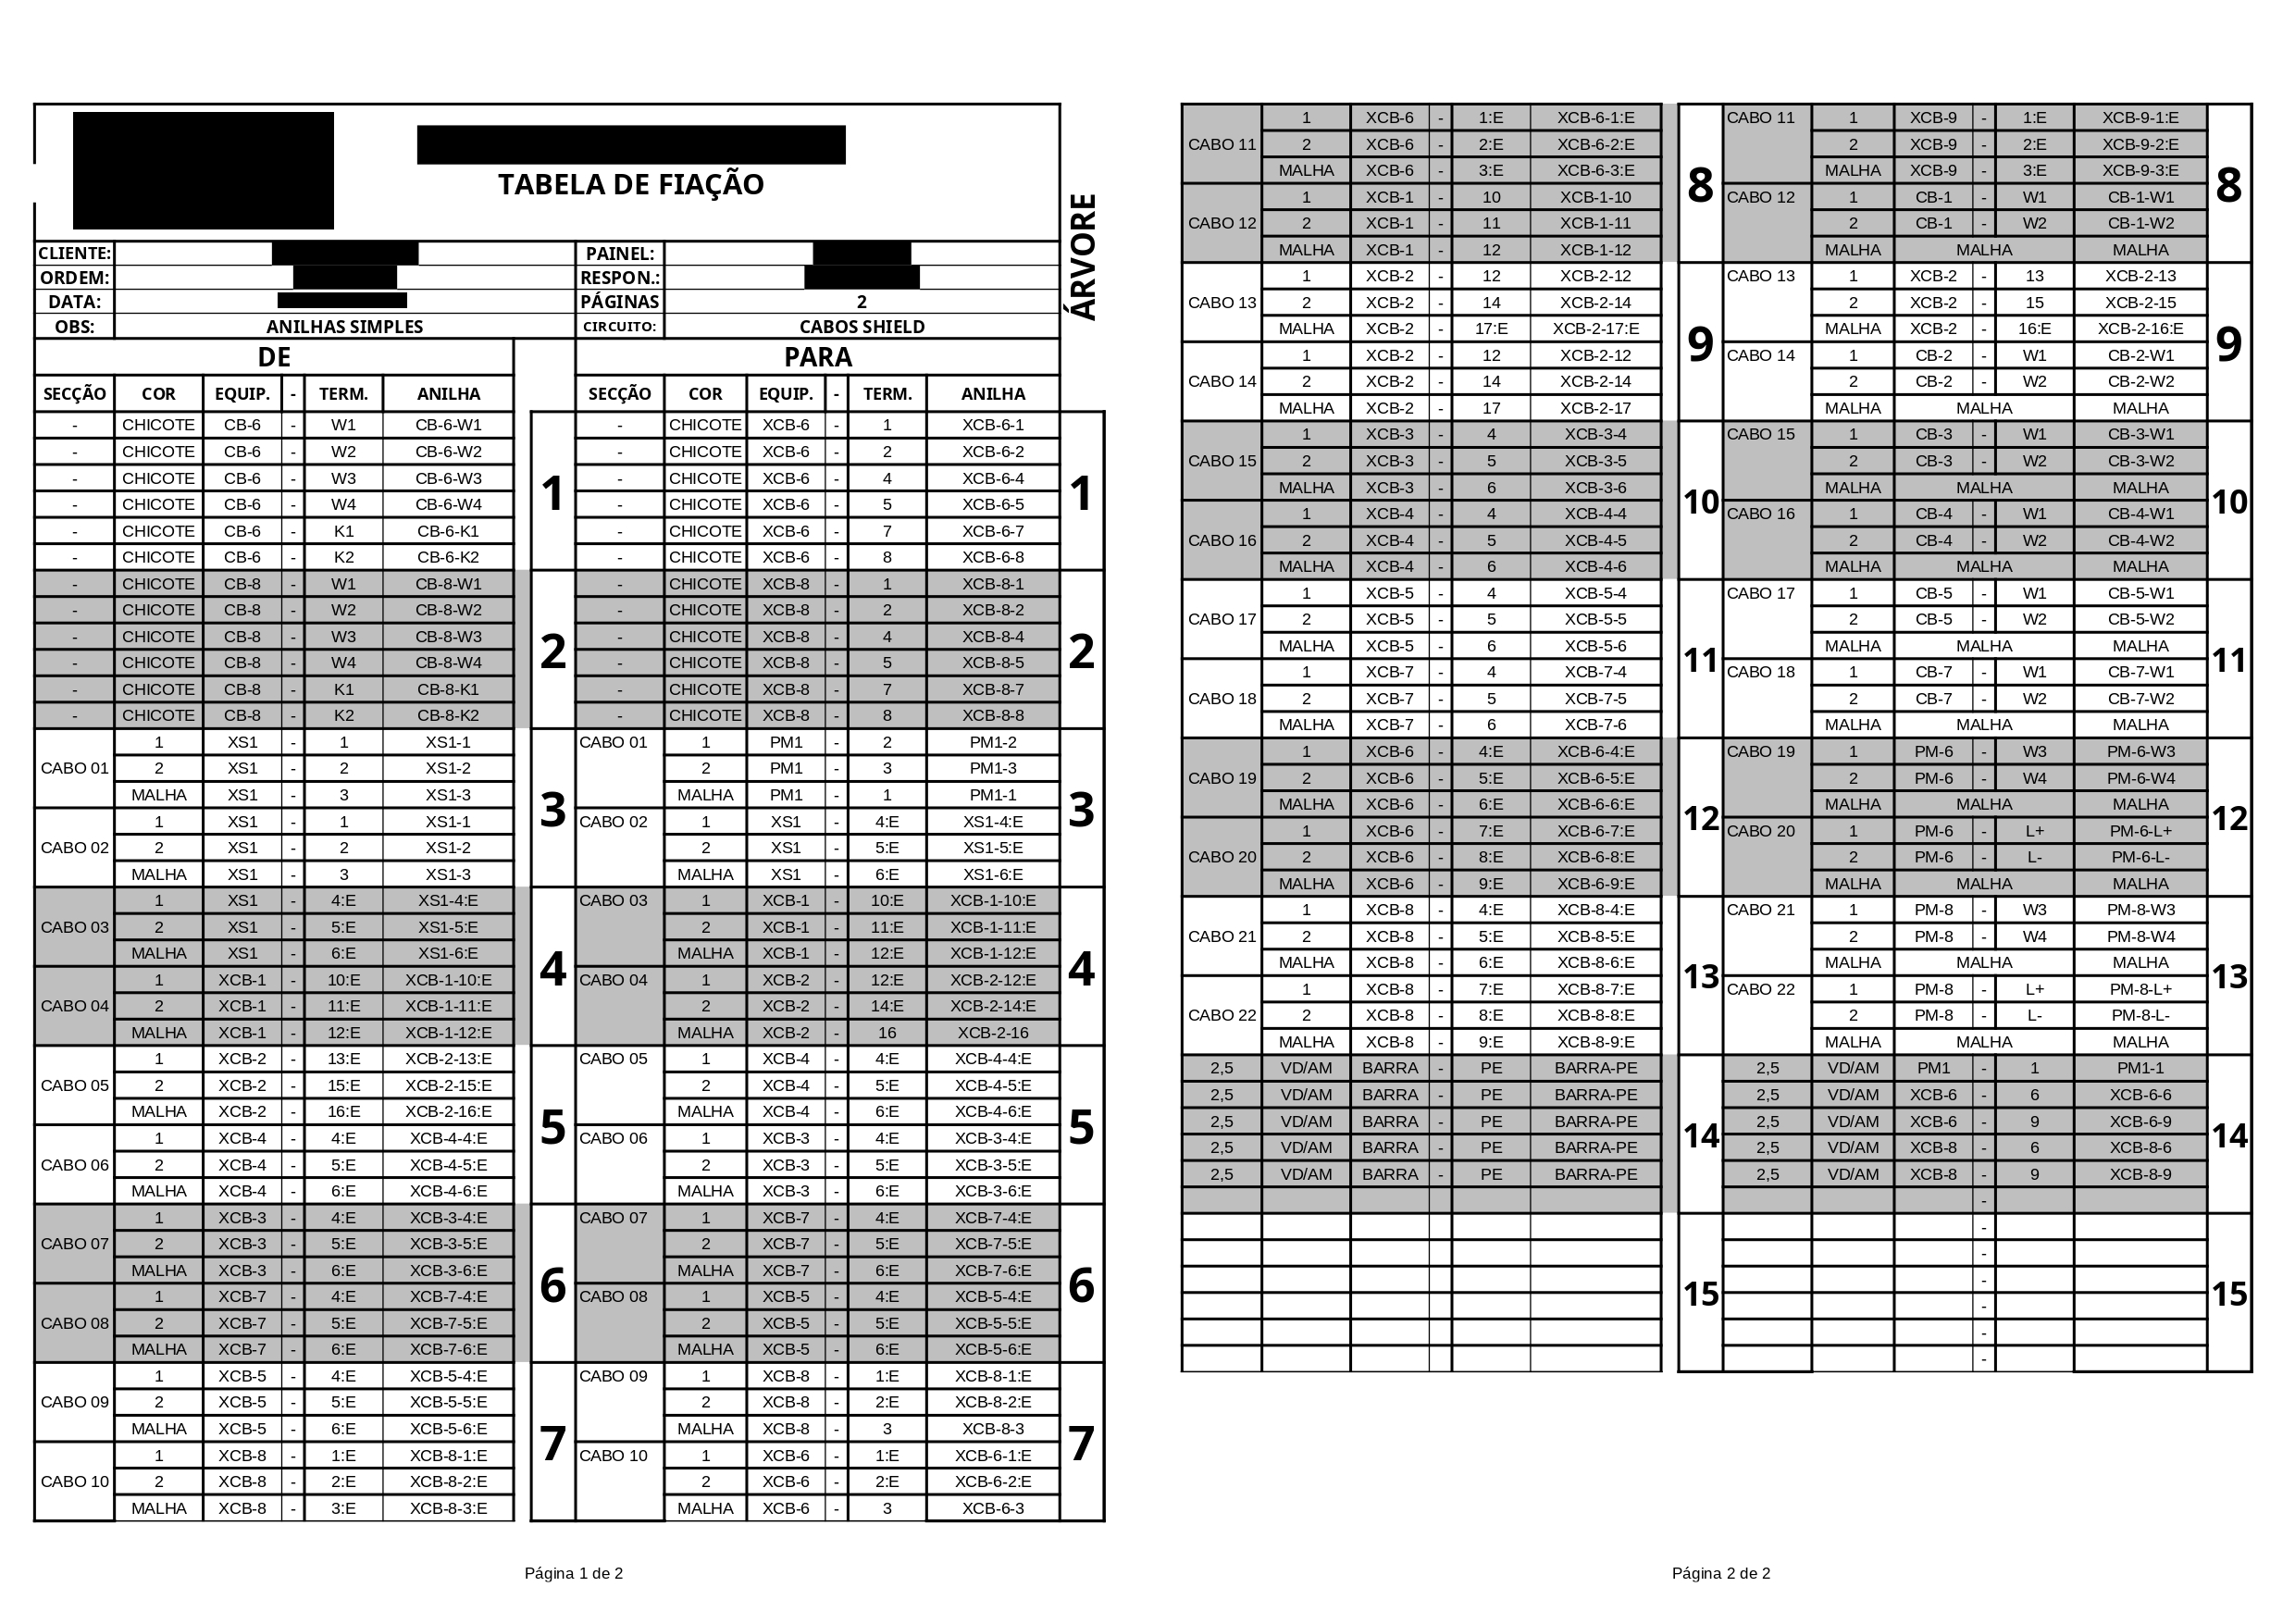 TABELA DE FIAÇÃO
ÁRVORE
CLIENTE: PAINEL:
ORDEM: RESPON.:
DATA: PÁGINAS 2
OBS: ANILHAS SIMPLES CIRCUITO: CABOS SHIELD
DE PARA
SECÇÃO COR EQUIP. - TERM. ANILHA SECÇÃO COR EQUIP. - TERM. ANILHA
- CHICOTE CB-6 - W1 CB-6-W1 - CHICOTE XCB-6 - 1 XCB-6-1
- CHICOTE CB-6 - W2 CB-6-W2 - CHICOTE XCB-6 - 2 XCB-6-2
- CHICOTE CB-6 - W3 CB-6-W3 1 - CHICOTE XCB-6 - 4 XCB-6-4 1
- CHICOTE CB-6 - W4 CB-6-W4 - CHICOTE XCB-6 - 5 XCB-6-5
- CHICOTE CB-6 - K1 CB-6-K1 - CHICOTE XCB-6 - 7 XCB-6-7
- CHICOTE CB-6 - K2 CB-6-K2 - CHICOTE XCB-6 - 8 XCB-6-8
- CHICOTE CB-8 - W1 CB-8-W1 - CHICOTE XCB-8 - 1 XCB-8-1
- CHICOTE CB-8 - W2 CB-8-W2 - CHICOTE XCB-8 - 2 XCB-8-2
- CHICOTE CB-8 - W3 CB-8-W3 2 - CHICOTE XCB-8 - 4 XCB-8-4 2
- CHICOTE CB-8 - W4 CB-8-W4 - CHICOTE XCB-8 - 5 XCB-8-5
- CHICOTE CB-8 - K1 CB-8-K1 - CHICOTE XCB-8 - 7 XCB-8-7
- CHICOTE CB-8 - K2 CB-8-K2 - CHICOTE XCB-8 - 8 XCB-8-8
1 XS1 - 1 XS1-1 CABO 01 1 PM1 - 2 PM1-2
CABO 01 2 XS1 - 2 XS1-2 2 PM1 - 3 PM1-3
MALHA XS1 - 3 XS1-3 3 MALHA PM1 - 1 PM1-1 3
1 XS1 - 1 XS1-1 CABO 02 1 XS1 - 4:E XS1-4:E
CABO 02 2 XS1 - 2 XS1-2 2 XS1 - 5:E XS1-5:E
MALHA XS1 - 3 XS1-3 MALHA XS1 - 6:E XS1-6:E
1 XS1 - 4:E XS1-4:E CABO 03 1 XCB-1 - 10:E XCB-1-10:E
CABO 03 2 XS1 - 5:E XS1-5:E 2 XCB-1 - 11:E XCB-1-11:E
MALHA XS1 - 6:E XS1-6:E 4 MALHA XCB-1 - 12:E XCB-1-12:E 4
1 XCB-1 - 10:E XCB-1-10:E CABO 04 1 XCB-2 - 12:E XCB-2-12:E
CABO 04 2 XCB-1 - 11:E XCB-1-11:E 2 XCB-2 - 14:E XCB-2-14:E
MALHA XCB-1 - 12:E XCB-1-12:E MALHA XCB-2 - 16 XCB-2-16
1 XCB-2 - 13:E XCB-2-13:E CABO 05 1 XCB-4 - 4:E XCB-4-4:E
CABO 05 2 XCB-2 - 15:E XCB-2-15:E 2 XCB-4 - 5:E XCB-4-5:E
MALHA XCB-2 - 16:E XCB-2-16:E 5 MALHA XCB-4 - 6:E XCB-4-6:E 5
1 XCB-4 - 4:E XCB-4-4:E CABO 06 1 XCB-3 - 4:E XCB-3-4:E
CABO 06 2 XCB-4 - 5:E XCB-4-5:E 2 XCB-3 - 5:E XCB-3-5:E
MALHA XCB-4 - 6:E XCB-4-6:E MALHA XCB-3 - 6:E XCB-3-6:E
1 XCB-3 - 4:E XCB-3-4:E CABO 07 1 XCB-7 - 4:E XCB-7-4:E
CABO 07 2 XCB-3 - 5:E XCB-3-5:E 2 XCB-7 - 5:E XCB-7-5:E
MALHA XCB-3 - 6:E XCB-3-6:E 6 MALHA XCB-7 - 6:E XCB-7-6:E 6
1 XCB-7 - 4:E XCB-7-4:E CABO 08 1 XCB-5 - 4:E XCB-5-4:E
CABO 08 2 XCB-7 - 5:E XCB-7-5:E 2 XCB-5 - 5:E XCB-5-5:E
MALHA XCB-7 - 6:E XCB-7-6:E MALHA XCB-5 - 6:E XCB-5-6:E
1 XCB-5 - 4:E XCB-5-4:E CABO 09 1 XCB-8 - 1:E XCB-8-1:E
CABO 09 2 XCB-5 - 5:E XCB-5-5:E 2 XCB-8 - 2:E XCB-8-2:E
MALHA XCB-5 - 6:E XCB-5-6:E 7 MALHA XCB-8 - 3 XCB-8-3 7
1 XCB-8 - 1:E XCB-8-1:E CABO 10 1 XCB-6 - 1:E XCB-6-1:E
CABO 10 2 XCB-8 - 2:E XCB-8-2:E 2 XCB-6 - 2:E XCB-6-2:E
MALHA XCB-8 - 3:E XCB-8-3:E MALHA XCB-6 - 3 XCB-6-3
Página 1 de 2
1 XCB-6 - 1:E XCB-6-1:E CABO 11 1 XCB-9 - 1:E XCB-9-1:E
CABO 11 2 XCB-6 - 2:E XCB-6-2:E 2 XCB-9 - 2:E XCB-9-2:E
MALHA XCB-6 - 3:E XCB-6-3:E 8 MALHA XCB-9 - 3:E XCB-9-3:E 8
1 XCB-1 - 10 XCB-1-10 CABO 12 1 CB-1 - W1 CB-1-W1
CABO 12 2 XCB-1 - 11 XCB-1-11 2 CB-1 - W2 CB-1-W2
MALHA XCB-1 - 12 XCB-1-12 MALHA MALHA MALHA
1 XCB-2 - 12 XCB-2-12 CABO 13 1 XCB-2 - 13 XCB-2-13
CABO 13 2 XCB-2 - 14 XCB-2-14 2 XCB-2 - 15 XCB-2-15
MALHA XCB-2 - 17:E XCB-2-17:E 9 MALHA XCB-2 - 16:E XCB-2-16:E 9
1 XCB-2 - 12 XCB-2-12 CABO 14 1 CB-2 - W1 CB-2-W1
CABO 14 2 XCB-2 - 14 XCB-2-14 2 CB-2 - W2 CB-2-W2
MALHA XCB-2 - 17 XCB-2-17 MALHA MALHA MALHA
1 XCB-3 - 4 XCB-3-4 CABO 15 1 CB-3 - W1 CB-3-W1
CABO 15 2 XCB-3 - 5 XCB-3-5 2 CB-3 - W2 CB-3-W2
MALHA XCB-3 - 6 XCB-3-6 10 MALHA MALHA MALHA 10
1 XCB-4 - 4 XCB-4-4 CABO 16 1 CB-4 - W1 CB-4-W1
CABO 16 2 XCB-4 - 5 XCB-4-5 2 CB-4 - W2 CB-4-W2
MALHA XCB-4 - 6 XCB-4-6 MALHA MALHA MALHA
1 XCB-5 - 4 XCB-5-4 CABO 17 1 CB-5 - W1 CB-5-W1
CABO 17 2 XCB-5 - 5 XCB-5-5 2 CB-5 - W2 CB-5-W2
MALHA XCB-5 - 6 XCB-5-6 11 MALHA MALHA MALHA 11
1 XCB-7 - 4 XCB-7-4 CABO 18 1 CB-7 - W1 CB-7-W1
CABO 18 2 XCB-7 - 5 XCB-7-5 2 CB-7 - W2 CB-7-W2
MALHA XCB-7 - 6 XCB-7-6 MALHA MALHA MALHA
1 XCB-6 - 4:E XCB-6-4:E CABO 19 1 PM-6 - W3 PM-6-W3
CABO 19 2 XCB-6 - 5:E XCB-6-5:E 2 PM-6 - W4 PM-6-W4
MALHA XCB-6 - 6:E XCB-6-6:E 12 MALHA MALHA MALHA 12
1 XCB-6 - 7:E XCB-6-7:E CABO 20 1 PM-6 - L+ PM-6-L+
CABO 20 2 XCB-6 - 8:E XCB-6-8:E 2 PM-6 - L- PM-6-L-
MALHA XCB-6 - 9:E XCB-6-9:E MALHA MALHA MALHA
1 XCB-8 - 4:E XCB-8-4:E CABO 21 1 PM-8 - W3 PM-8-W3
CABO 21 2 XCB-8 - 5:E XCB-8-5:E 2 PM-8 - W4 PM-8-W4
MALHA XCB-8 - 6:E XCB-8-6:E 13 MALHA MALHA MALHA 13
1 XCB-8 - 7:E XCB-8-7:E CABO 22 1 PM-8 - L+ PM-8-L+
CABO 22 2 XCB-8 - 8:E XCB-8-8:E 2 PM-8 - L- PM-8-L-
MALHA XCB-8 - 9:E XCB-8-9:E MALHA MALHA MALHA
2,5 VD/AM BARRA - PE BARRA-PE 2,5 VD/AM PM1 - 1 PM1-1
2,5 VD/AM BARRA - PE BARRA-PE 2,5 VD/AM XCB-6 - 6 XCB-6-6
2,5 VD/AM BARRA - PE BARRA-PE 14 2,5 VD/AM XCB-6 - 9 XCB-6-9 14
2,5 VD/AM BARRA - PE BARRA-PE 2,5 VD/AM XCB-8 - 6 XCB-8-6
2,5 VD/AM BARRA - PE BARRA-PE 2,5 VD/AM XCB-8 - 9 XCB-8-9
-
-
-
15 - 15
-
-
-
Página 2 de 2